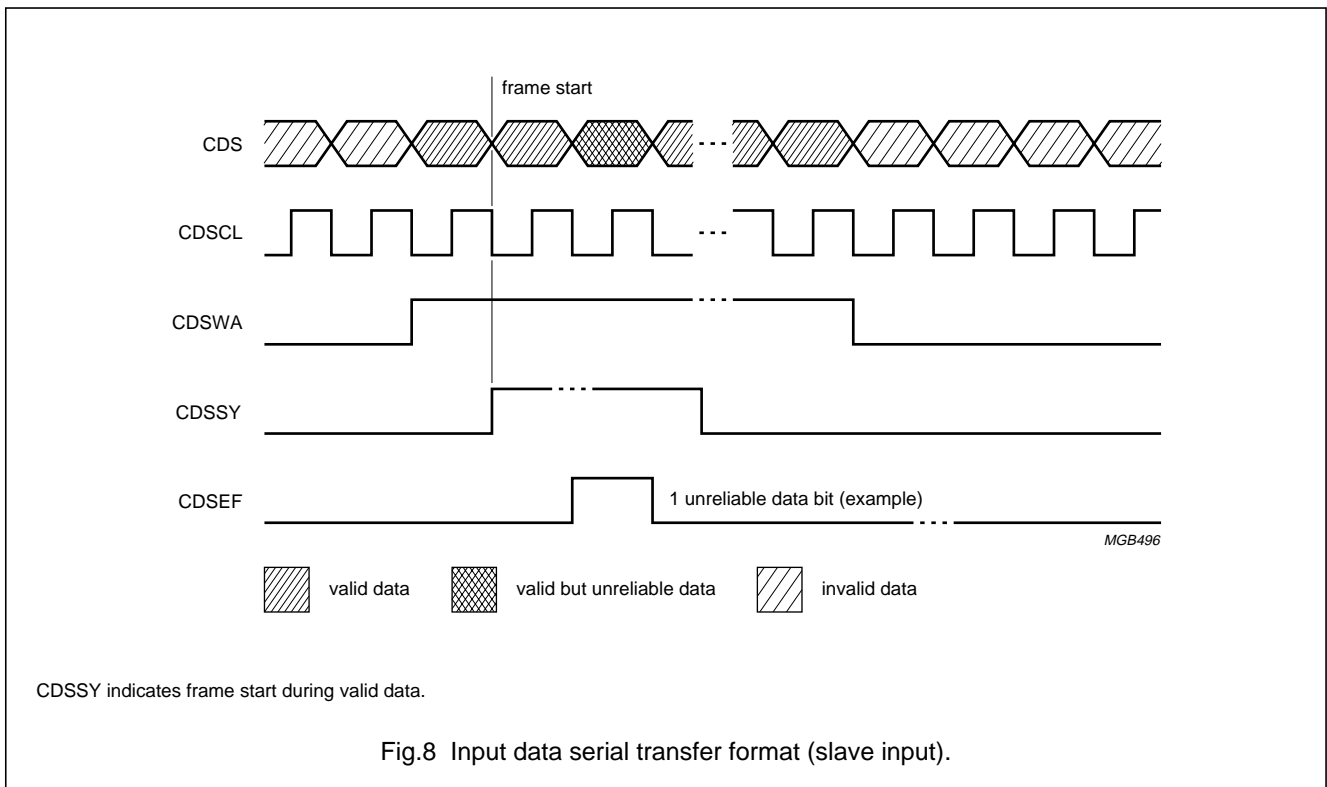 frame start
CDS
CDSCL
CDSWA
CDSSY
CDSEF
1 unreliable data bit (example)
MGB496
valid data
valid but unreliable data
invalid data
CDSSY indicates frame start during valid data.
Fig.8 Input data serial transfer format (slave input).